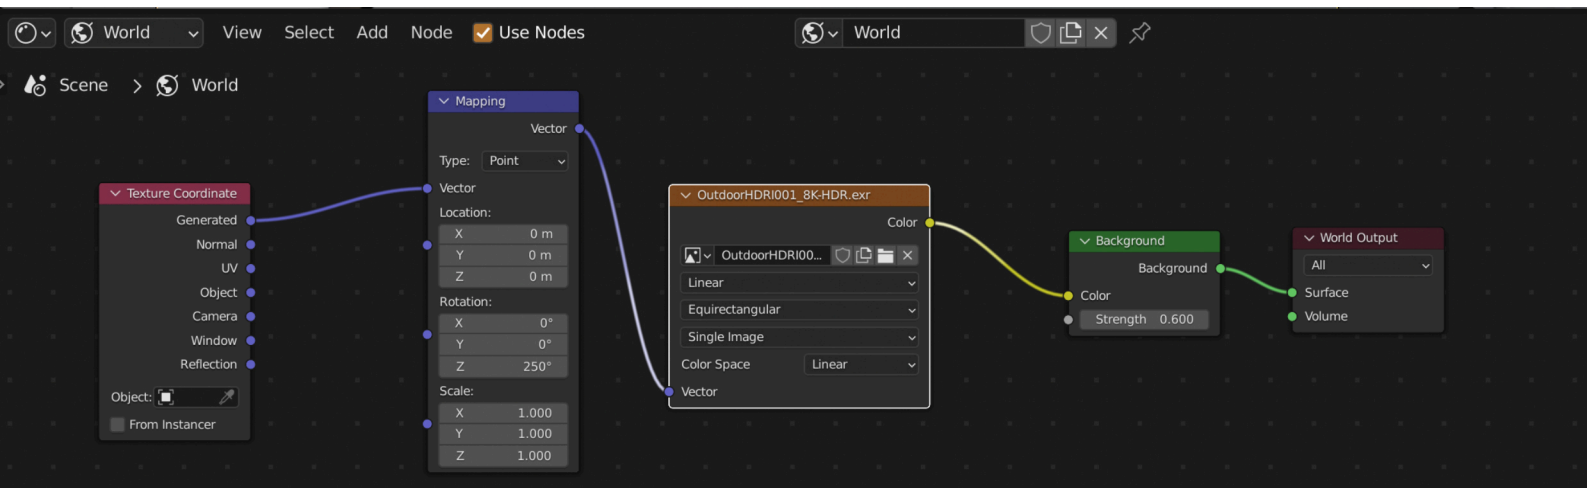 World View Select Add Node Use Nodes World
Scene > World
Texture Coordinate
Generated
Normal
UV
Object
Camera
Window
Reflection
Object:
From Instancer
Mapping
Vector
Type: Point
Vector
Location:
X 0 m
Y 0 m
Z 0 m
Rotation:
X 0°
Y 0°
Z 250°
Scale:
X 1.000
Y 1.000
Z 1.000
OutdoorHDRI001_8K-HDR.exr
Color
OutdoorHDRI00...
Linear
Equirectangular
Single Image
Color Space Linear
Vector
Background
Background
Color
Strength 0.600
World Output
All
Surface
Volume